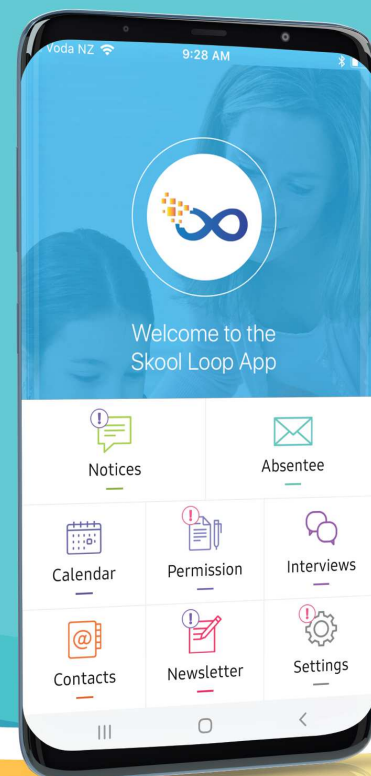 Voda NZ
9:28 AM
Welcome to the
Skool Loop App
Notices
Absentee
Calendar
Permission
Interviews
@
Contacts
Newsletter
Settings